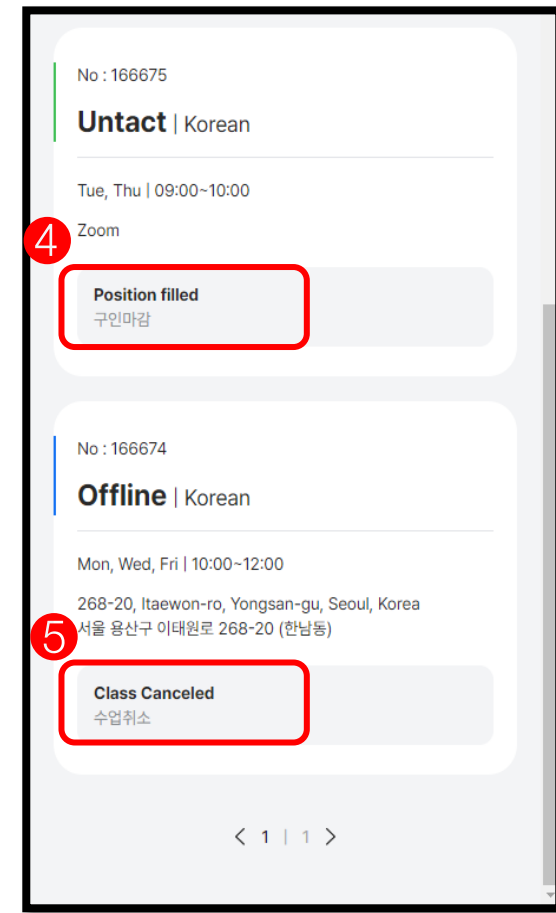 No : 166675
Untact | Korean
Tue, Thu | 09:00~10:00
4
Zoom
Position filled
구인마감
No : 166674
Offline | Korean
Mon, Wed, Fri | 10:00~12:00
268-20, Itaewon-ro, Yongsan-gu, Seoul, Korea
5
서울 용산구 이태원로 268-20 (한남동)
Class Canceled
수업취소
< 1 | 1 >